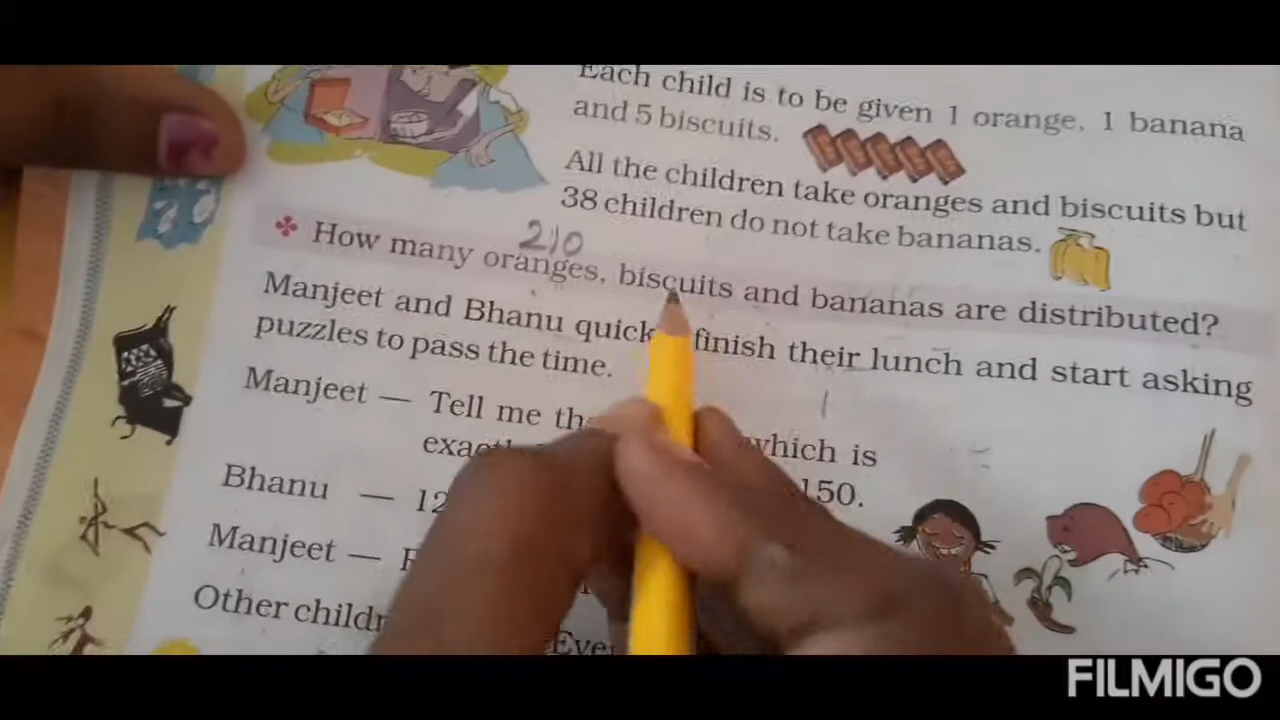 Each child is to be given 1 orange, 1 banana
and 5 biscuits.
All the children take oranges and biscuits but
38 children do not take bananas.
210
How many oranges, biscuits and bananas are distributed?
Manjeet and Bhanu quick finish their lunch and start asking
puzzles to pass the time.
Manjeet — Tell me which is
150.
Bhanu — 12
Manjeet —
Other
FILMIGO